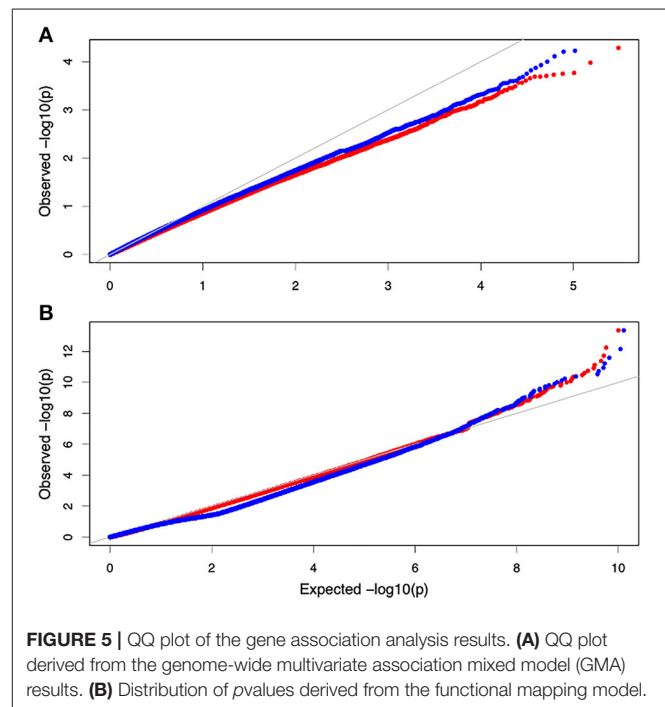 A
Observed −log10(p)
4
3
2
1
0
0 1 2 3 4 5
B
Observed −log10(p)
12
10
8
6
4
2
0
0 2 4 6 8 10
Expected −log10(p)
FIGURE 5 | QQ plot of the gene association analysis results. (A) QQ plot
derived from the genome-wide multivariate association mixed model (GMA)
results. (B) Distribution of pvalues derived from the functional mapping model.